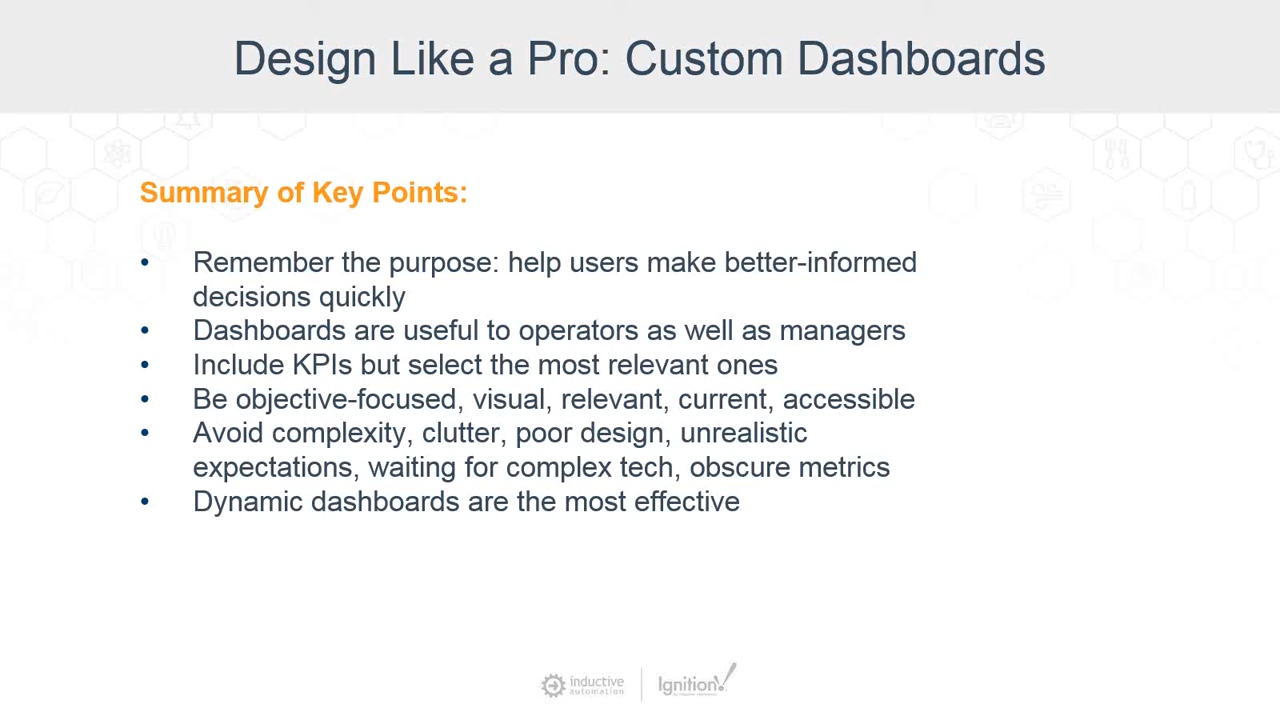 Design Like a Pro: Custom Dashboards
Summary of Key Points:
• Remember the purpose: help users make better-informed
decisions quickly
• Dashboards are useful to operators as well as managers
• Include KPIs but select the most relevant ones
• Be objective-focused, visual, relevant, current, accessible
• Avoid complexity, clutter, poor design, unrealistic
expectations, waiting for complex tech, obscure metrics
• Dynamic dashboards are the most effective
inductive
automation
Ignition!